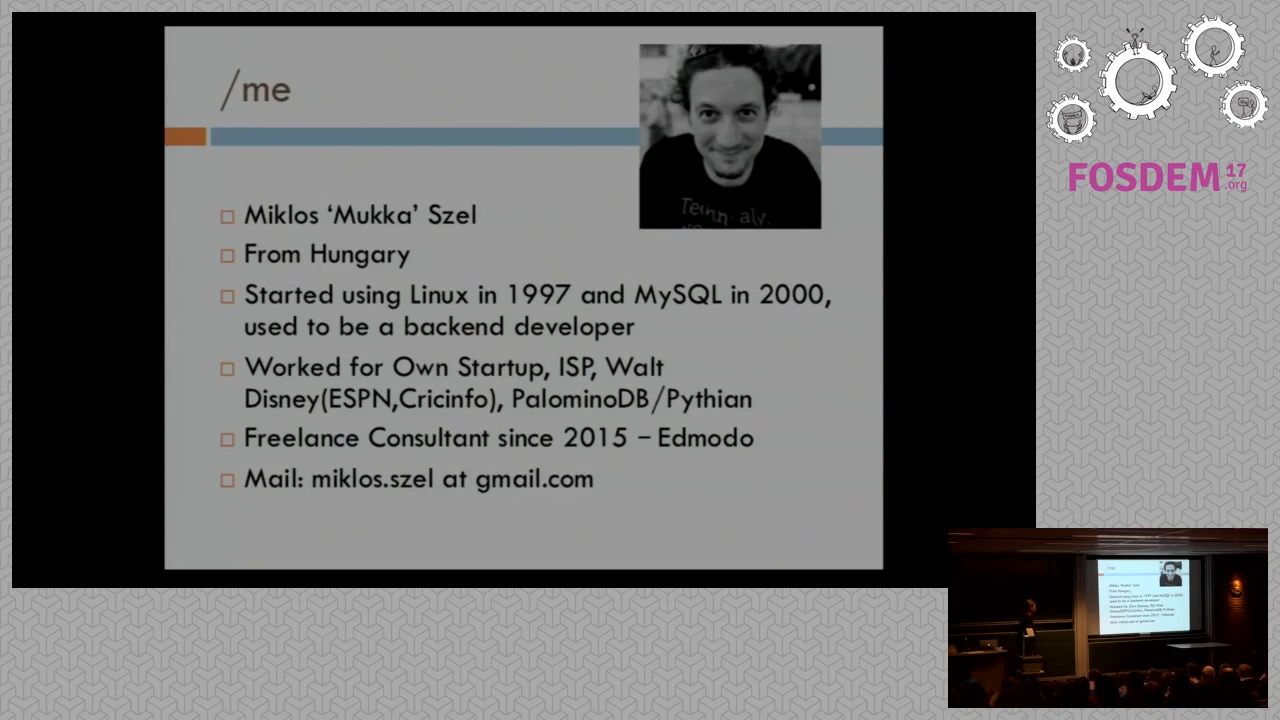 /me
Miklos ‘Mukka’ Szel
From Hungary
Started using Linux in 1997 and MySQL in 2000,
used to be a backend developer
Worked for Own Startup, ISP, Walt
Disney(ESPN,Cricinfo), PalominoDB/Pythian
Freelance Consultant since 2015 – Edmodo
Mail: miklos.szel at gmail.com
FOSDEM 17
.org